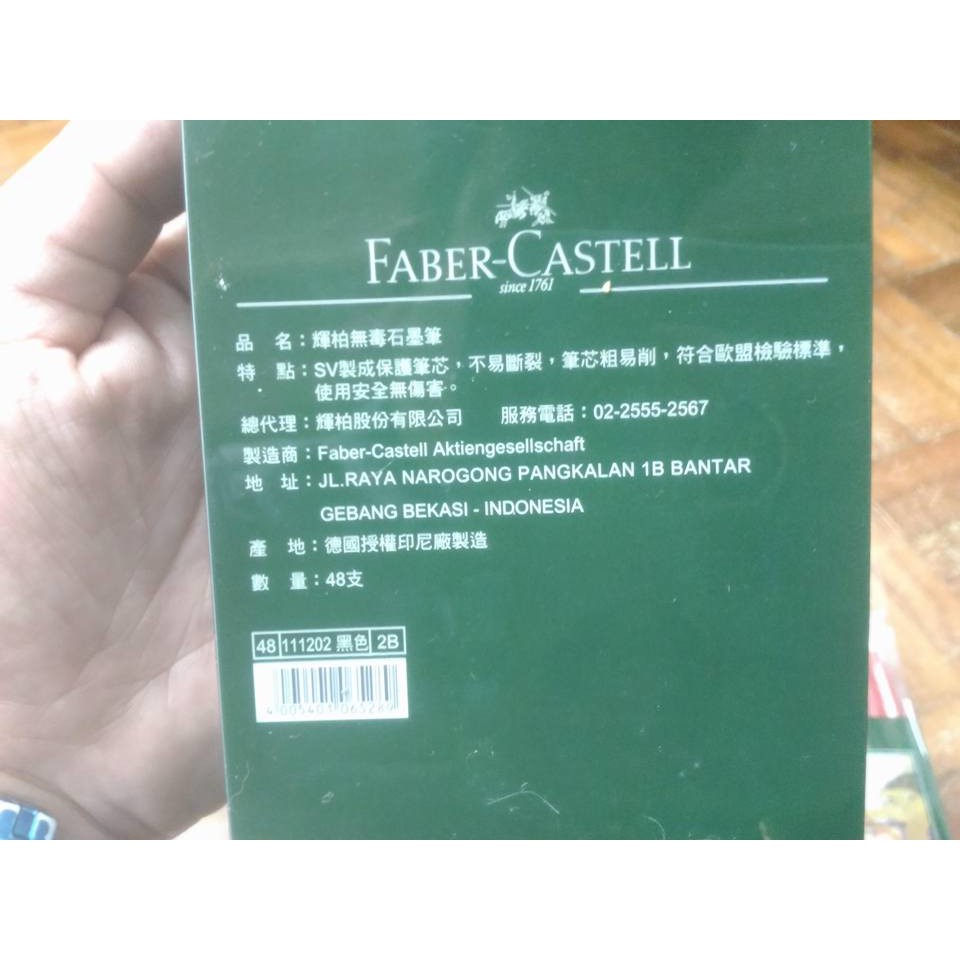 FABER-CASTELL
since 1761
品 名：輝柏無毒石墨筆
特 點：SV製成保護筆芯，不易斷裂，筆芯粗易削，符合歐盟檢驗標準，
使用安全無傷害。
總代理：輝柏股份有限公司 服務電話：02-2555-2567
製造商：Faber-Castell Aktiengesellschaft
地 址：JL.RAYA NAROGONG PANGKALAN 1B BANTAR
GEBANG BEKASI - INDONESIA
產 地：德國授權印尼廠製造
數 量：48支
48 111202 黑色 2B
4 005403 065289